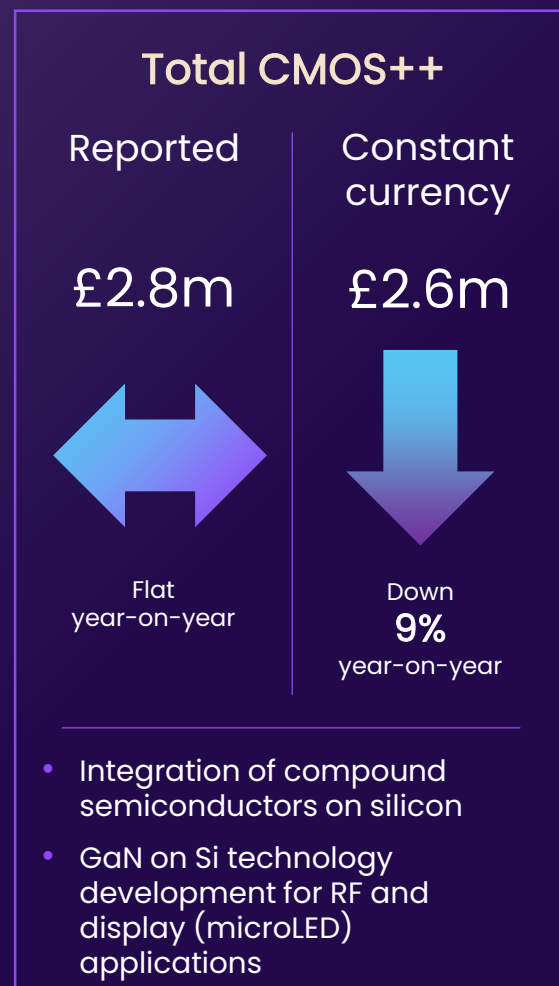 Total CMOS++
Reported
£2.8m
Flat
year-on-year
Constant
currency
£2.6m
Down
9%
year-on-year
• Integration of compound
semiconductors on silicon
• GaN on Si technology
development for RF and
display (microLED)
applications